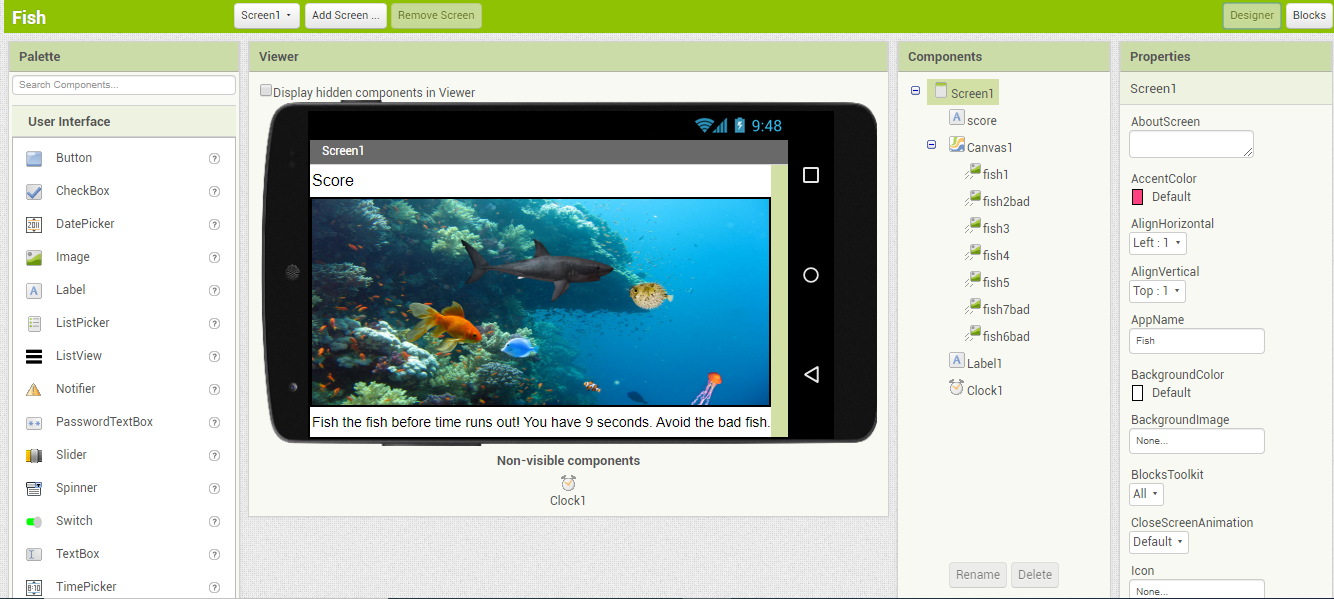 Fish
Screen1
Add Screen ...
Remove Screen
Designer
Blocks
Palette
Search Components...
User Interface
Button
?
CheckBox
?
DatePicker
?
Image
?
Label
?
ListPicker
?
ListView
?
Notifier
?
PasswordTextBox
?
Slider
?
Spinner
?
Switch
?
TextBox
?
TimePicker
?
Viewer
Display hidden components in Viewer
9:48
Screen1
Score
Fish the fish before time runs out! You have 9 seconds. Avoid the bad fish.
Non-visible components
Clock1
Components
Screen1
A score
Canvas1
fish1
fish2bad
fish3
fish4
fish5
fish7bad
fish6bad
A Label1
Clock1
Rename
Delete
Properties
Screen1
AboutScreen
AccentColor
Default
AlignHorizontal
Left : 1
AlignVertical
Top : 1
AppName
Fish
BackgroundColor
Default
BackgroundImage
None...
BlocksToolkit
All
CloseScreenAnimation
Default
Icon
None...